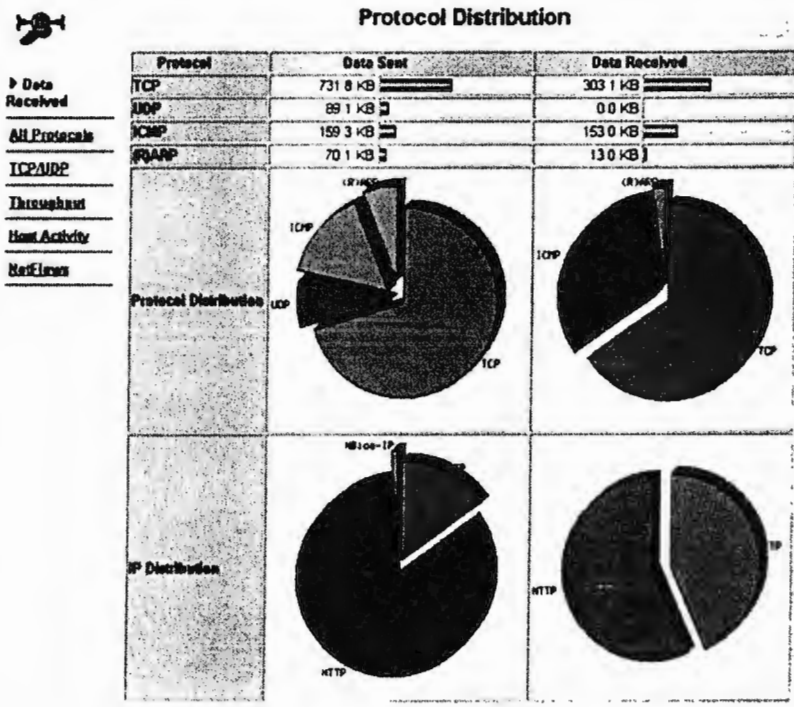 Protocol Distribution
Data Received
All Protocols
TCP/UDP
Throughput
Host Activity
NetFlows
Protocol Data Sent Data Received
TCP 731.8 KB 303.1 KB
UDP 89.1 KB 0.0 KB
ICMP 159.3 KB 153.0 KB
(R)ARP 70.1 KB 13.0 KB
Protocol Distribution
(R)ARP
ICMP
UDP
TCP
(R)ARP
ICMP
TCP
IP Distribution
NBios-IP
HTTP
HTTP